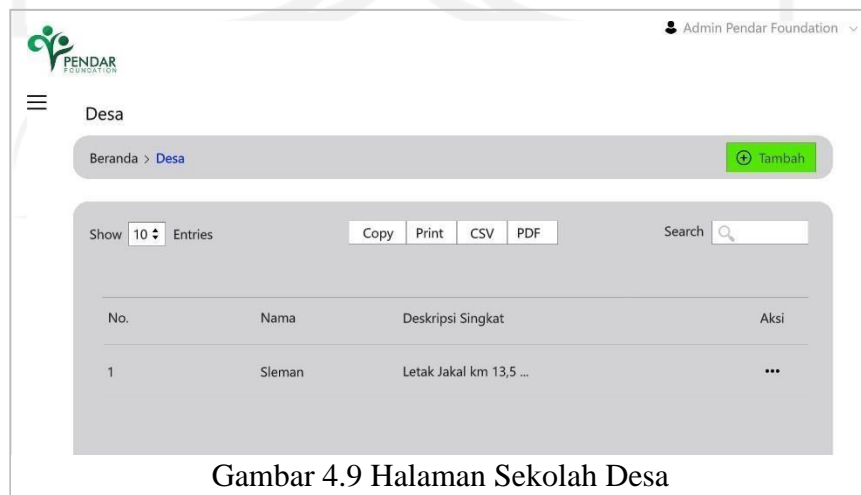 Admin Pendar Foundation
PENDAR
FOUNDATION
Desa
Beranda > Desa
Tambah
Show 10 Entries
Copy Print CSV PDF
Search
No. Nama Deskripsi Singkat Aksi
1 Sleman Letak Jakal km 13,5 ... •••
Gambar 4.9 Halaman Sekolah Desa